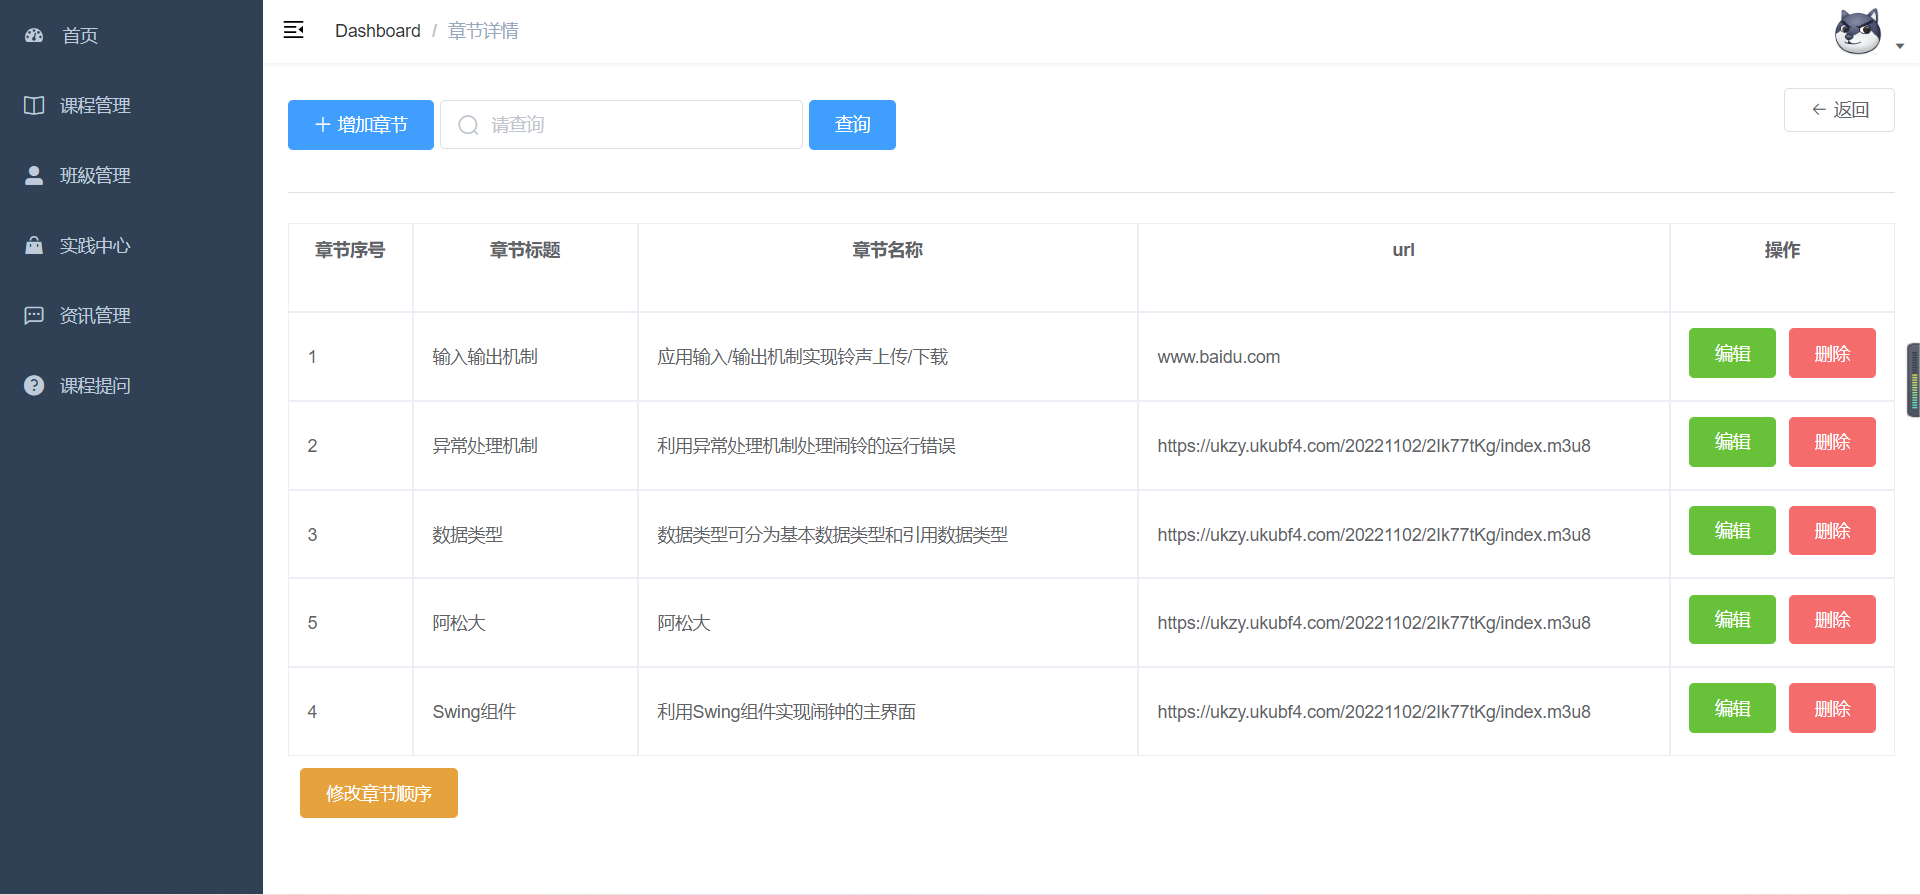 首页
课程管理
班级管理
实践中心
资讯管理
课程提问
Dashboard / 章节详情
增加章节 请查询 查询 返回
章节序号 章节标题 章节名称 url 操作
1 输入输出机制 应用输入/输出机制实现铃声上传/下载 www.baidu.com 编辑 删除
2 异常处理机制 利用异常处理机制处理闹铃的运行错误 https://ukzy.ukubf4.com/20221102/2Ik77tKg/index.m3u8 编辑 删除
3 数据类型 数据类型可分为基本数据类型和引用数据类型 https://ukzy.ukubf4.com/20221102/2Ik77tKg/index.m3u8 编辑 删除
5 阿松大 阿松大 https://ukzy.ukubf4.com/20221102/2Ik77tKg/index.m3u8 编辑 删除
4 Swing组件 利用Swing组件实现闹钟的主界面 https://ukzy.ukubf4.com/20221102/2Ik77tKg/index.m3u8 编辑 删除
修改章节顺序